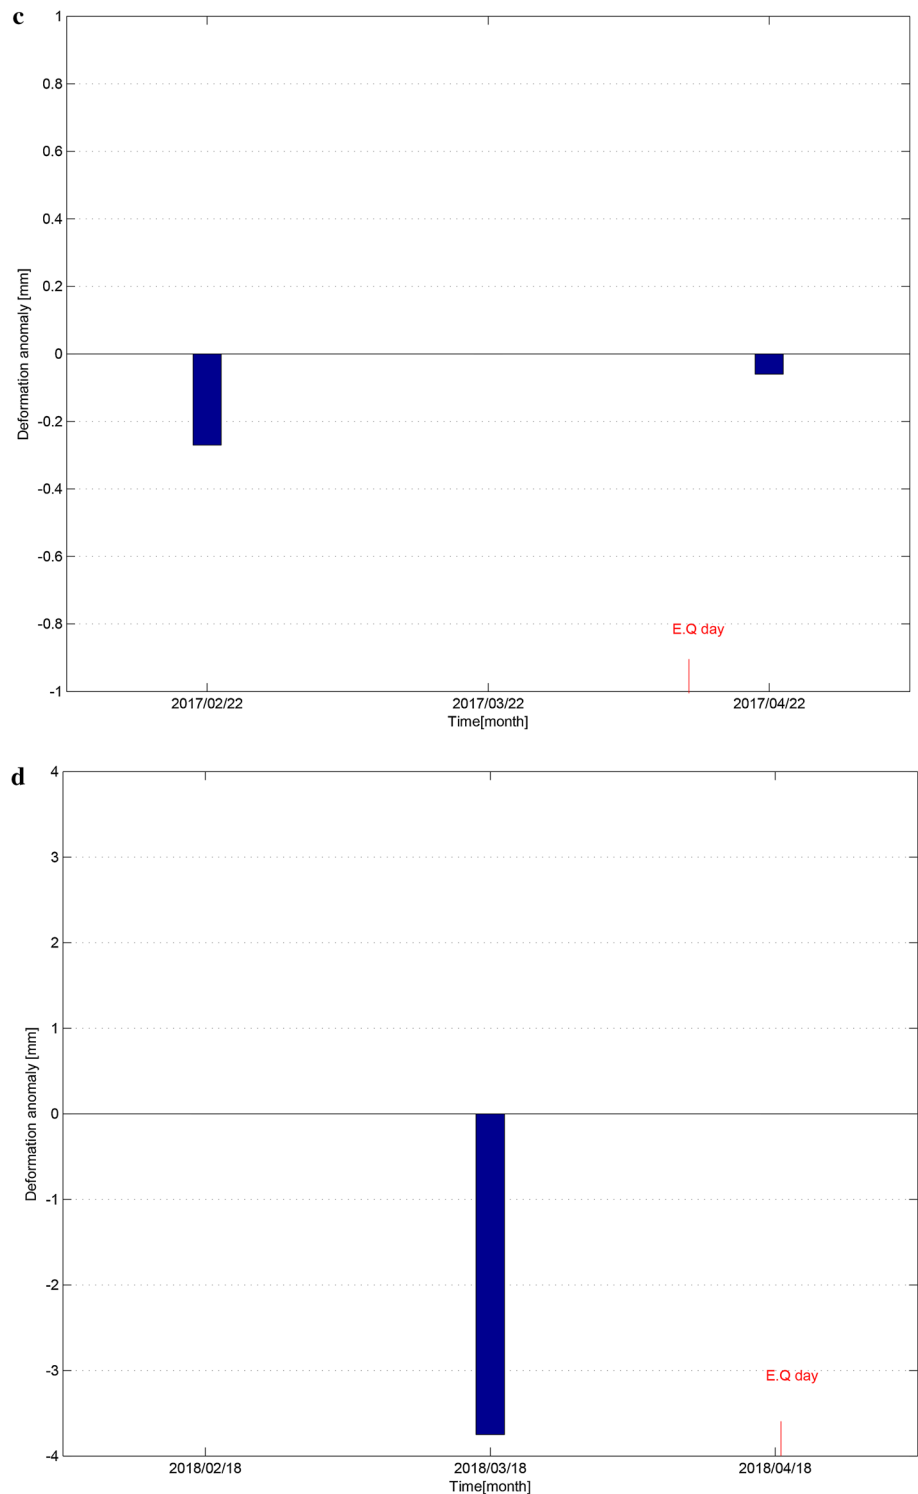 c
1
0.8
0.6
0.4
0.2
0
-0.2
-0.4
-0.6
-0.8
-1
Deformation anomaly [mm]
E.Q day
2017/02/22 2017/03/22 2017/04/22
Time[month]
d
4
3
2
1
0
-1
-2
-3
-4
Deformation anomaly [mm]
E.Q day
2018/02/18 2018/03/18 2018/04/18
Time[month]